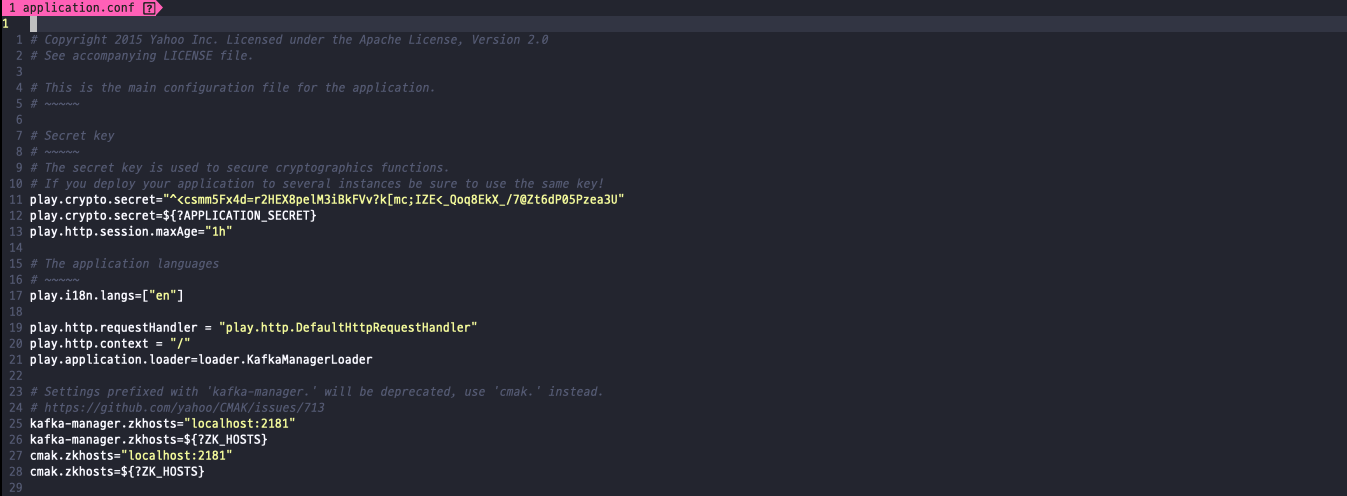 1 application.conf [?]
1
1 # Copyright 2015 Yahoo Inc. Licensed under the Apache License, Version 2.0
2 # See accompanying LICENSE file.
3
4 # This is the main configuration file for the application.
5 # ~~~~~
6
7 # Secret key
8 # ~~~~~
9 # The secret key is used to secure cryptographics functions.
10 # If you deploy your application to several instances be sure to use the same key!
11 play.crypto.secret="^<csmm5Fx4d=r2HEX8pelM3iBkFVv?k[mc;IZE<_Qoq8EkX_/7@Zt6dP05Pzea3U"
12 play.crypto.secret=${?APPLICATION_SECRET}
13 play.http.session.maxAge="1h"
14
15 # The application languages
16 # ~~~~~
17 play.i18n.langs=["en"]
18
19 play.http.requestHandler = "play.http.DefaultHttpRequestHandler"
20 play.http.context = "/"
21 play.application.loader=loader.KafkaManagerLoader
22
23 # Settings prefixed with 'kafka-manager.' will be deprecated, use 'cmak.' instead.
24 # https://github.com/yahoo/CMAK/issues/713
25 kafka-manager.zkhosts="localhost:2181"
26 kafka-manager.zkhosts=${?ZK_HOSTS}
27 cmak.zkhosts="localhost:2181"
28 cmak.zkhosts=${?ZK_HOSTS}
29